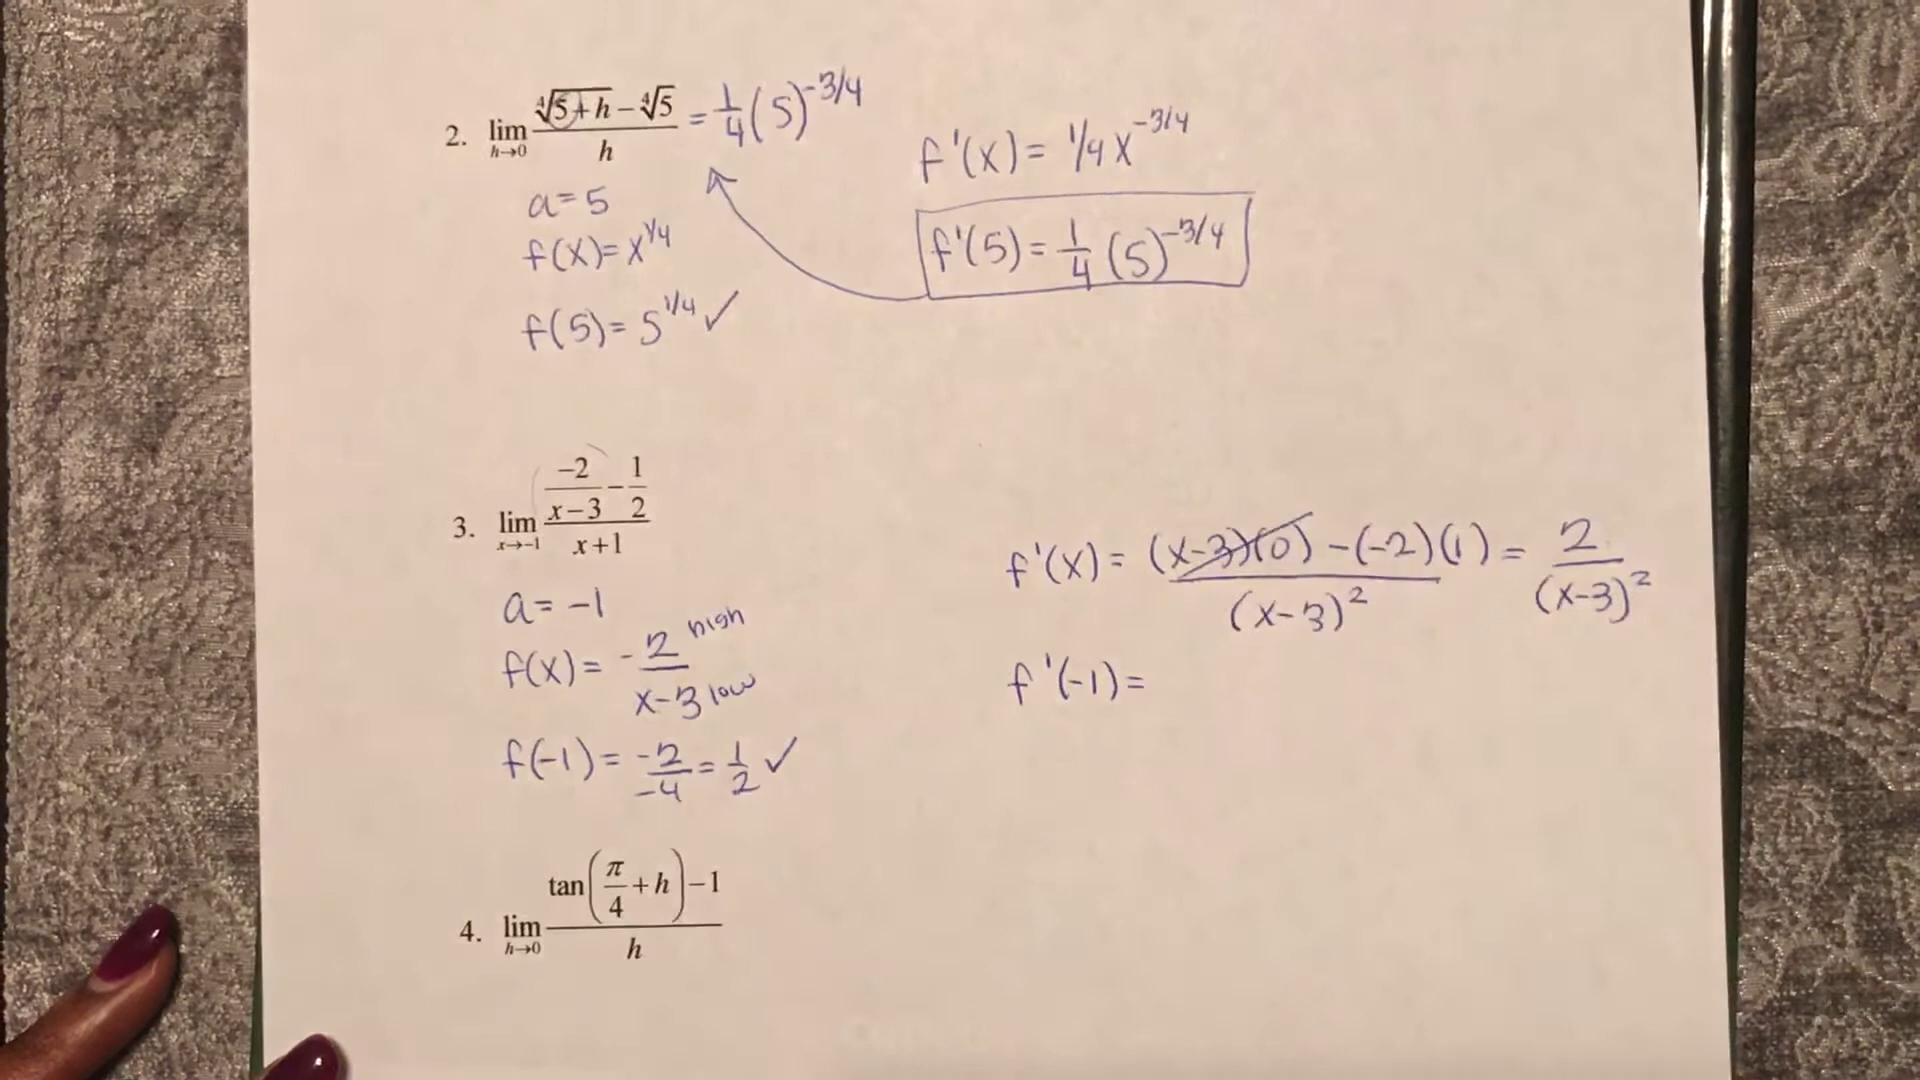 2. lim h→0 (∜(5+h) − ∜5)/h = 1/4 (5)^(-3/4)
a = 5
f(x) = x^(1/4)
f(5) = 5^(1/4) ✓
f'(x) = 1/4 x^(-3/4)
f'(5) = 1/4 (5)^(-3/4)
3. lim x→-1 (−2/(x−3) − 1/2)/(x+1)
a = -1
f(x) = -2/(x-3) high low
f(-1) = -2/-4 = 1/2 ✓
f'(x) = ((x-3)(0) - (-2)(1))/(x-3)^2 = 2/(x-3)^2
f'(-1) =
4. lim h→0 (tan(π/4 + h) − 1)/h